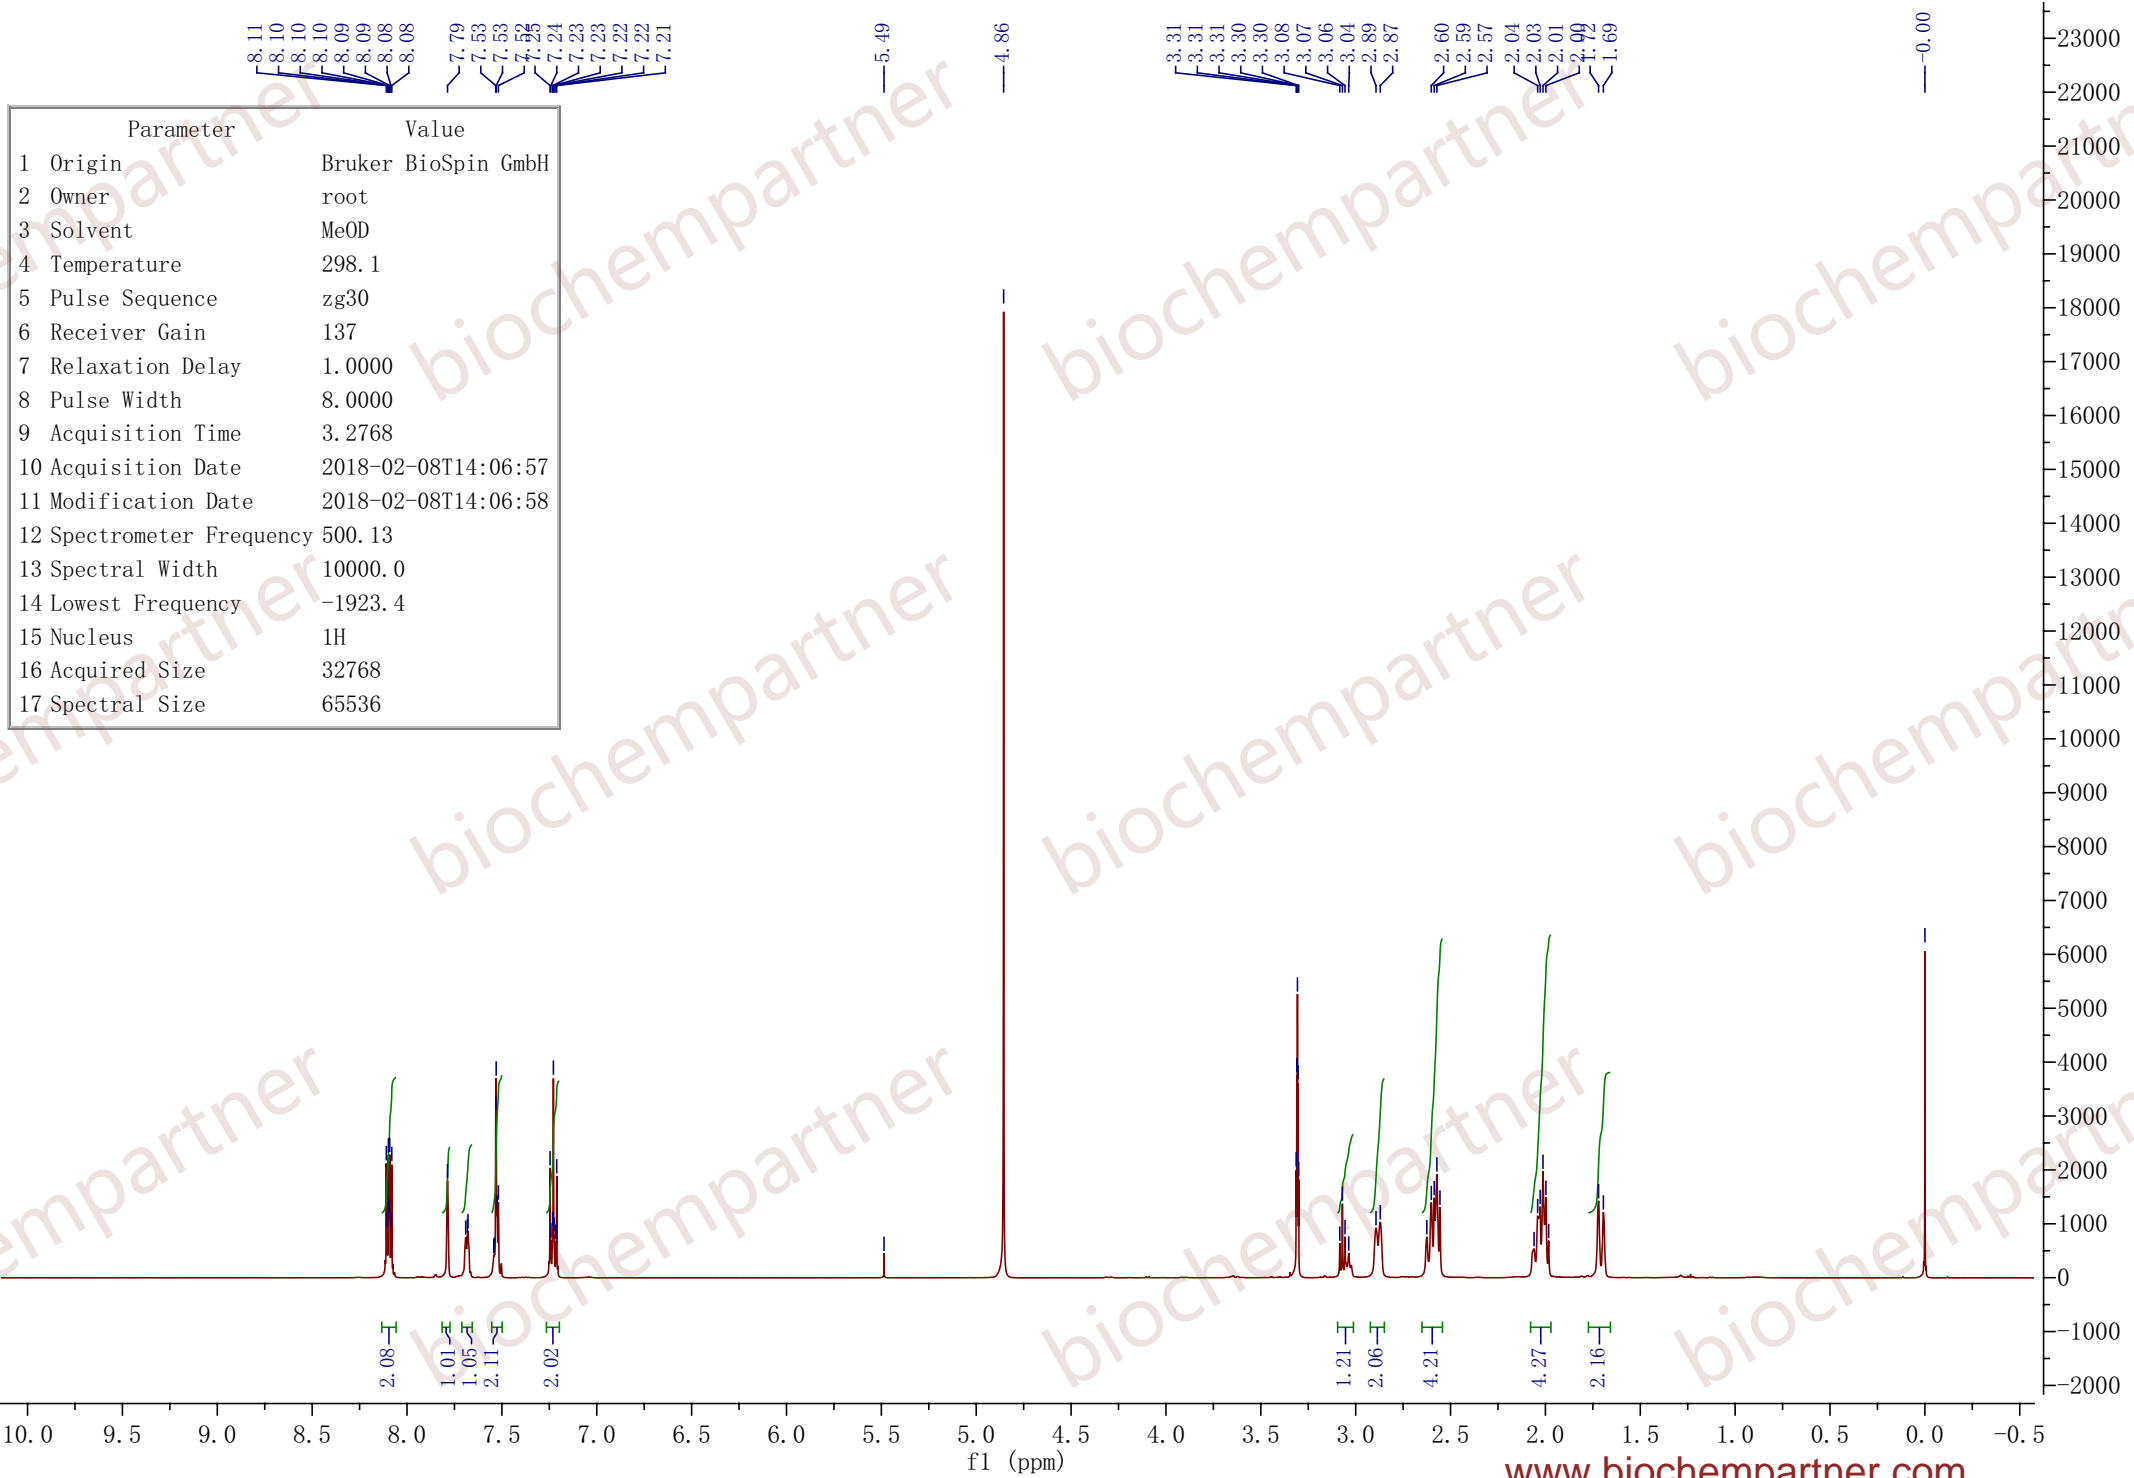 8.11 8.10 8.10 8.10 8.09 8.09 8.08 8.08 7.79 7.53 7.53 7.52 7.25 7.24 7.23 7.23 7.22 7.22 7.21 5.49 4.86 3.31 3.31 3.31 3.30 3.30 3.08 3.07 3.06 3.04 2.89 2.87 2.60 2.59 2.57 2.04 2.03 2.01 2.00 1.72 1.69 -0.00
Parameter Value
1 Origin Bruker BioSpin GmbH
2 Owner root
3 Solvent MeOD
4 Temperature 298.1
5 Pulse Sequence zg30
6 Receiver Gain 137
7 Relaxation Delay 1.0000
8 Pulse Width 8.0000
9 Acquisition Time 3.2768
10 Acquisition Date 2018-02-08T14:06:57
11 Modification Date 2018-02-08T14:06:58
12 Spectrometer Frequency 500.13
13 Spectral Width 10000.0
14 Lowest Frequency -1923.4
15 Nucleus 1H
16 Acquired Size 32768
17 Spectral Size 65536
23000
22000
21000
20000
19000
18000
17000
16000
15000
14000
13000
12000
11000
10000
9000
8000
7000
6000
5000
4000
3000
2000
1000
0
-1000
-2000
2.08 1.01 1.05 2.11 2.02 1.21 2.06 4.21 4.27 2.16
10.0 9.5 9.0 8.5 8.0 7.5 7.0 6.5 6.0 5.5 5.0 4.5 4.0 3.5 3.0 2.5 2.0 1.5 1.0 0.5 0.0 -0.5
f1 (ppm)
www.biochempartner.com
biochempartner
biochempartner
biochempartner
biochempartner
biochempartner
biochempartner
biochempartner
biochempartner
biochempartner